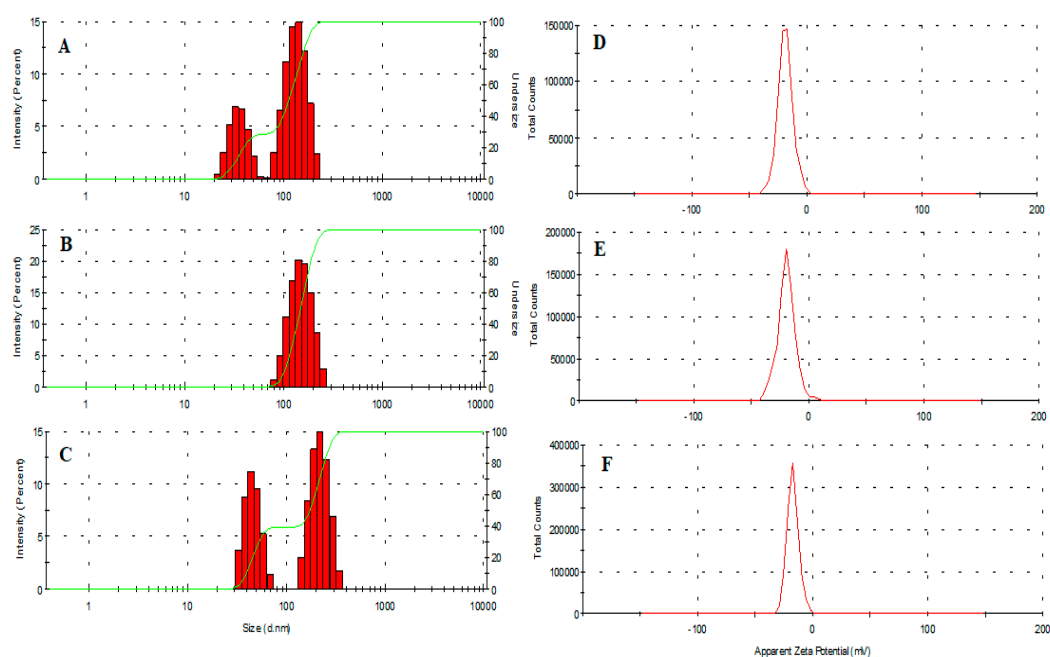 A
Intensity (Percent)
15
10
5
0
100
80
60
40
20
0
Undersize
1 10 100 1000 10000
B
Intensity (Percent)
25
20
15
10
5
0
100
80
60
40
20
0
Undersize
1 10 100 1000 10000
C
Intensity (Percent)
15
10
5
0
100
80
60
40
20
0
1 10 100 1000 10000
Size (d.nm)
D
Total Counts
150000
100000
50000
0
-100 0 100 200
E
Total Counts
200000
150000
100000
50000
0
-100 0 100 200
F
Total Counts
400000
300000
200000
100000
0
-100 0 100 200
Apparent Zeta Potential (mV)